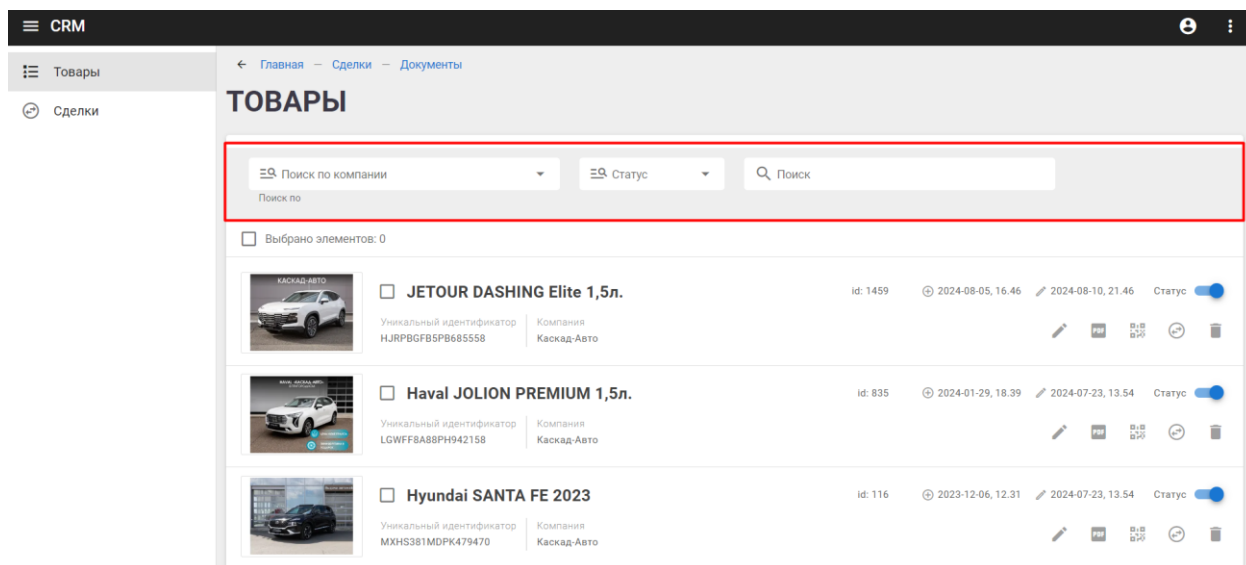 CRM
Товары
Сделки
Главная — Сделки — Документы
ТОВАРЫ
Поиск по компании
Статус
Поиск
Поиск по
Выбрано элементов: 0
КАСКАД-АВТО
JETOUR DASHING Elite 1,5л.
id: 1459 2024-08-05, 16.46 2024-08-10, 21.46 Статус
Уникальный идентификатор Компания
HJRPBGFB5PB685558 Каскад-Авто
PDF
Haval JOLION PREMIUM 1,5л.
id: 835 2024-01-29, 18.39 2024-07-23, 13.54 Статус
Уникальный идентификатор Компания
LGWFF8A88PH942158 Каскад-Авто
PDF
Hyundai SANTA FE 2023
id: 116 2023-12-06, 12.31 2024-07-23, 13.54 Статус
Уникальный идентификатор Компания
MXHS381MDPK479470 Каскад-Авто
PDF